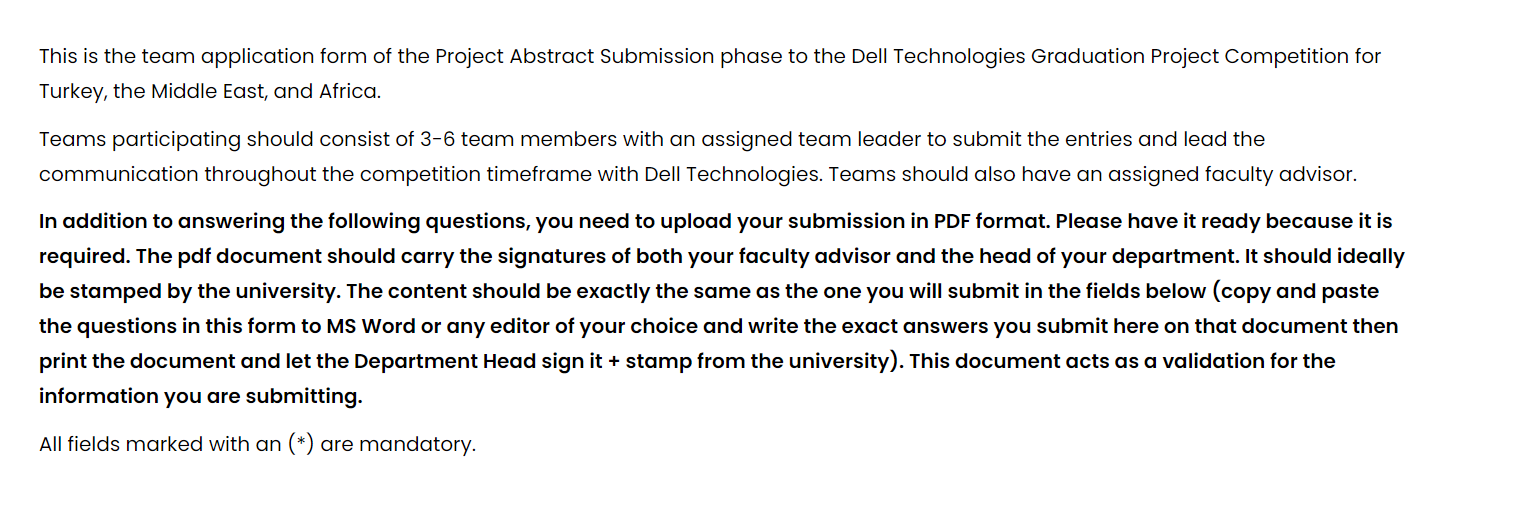 This is the team application form of the Project Abstract Submission phase to the Dell Technologies Graduation Project Competition for
Turkey, the Middle East, and Africa.
Teams participating should consist of 3-6 team members with an assigned team leader to submit the entries and lead the
communication throughout the competition timeframe with Dell Technologies. Teams should also have an assigned faculty advisor.
In addition to answering the following questions, you need to upload your submission in PDF format. Please have it ready because it is
required. The pdf document should carry the signatures of both your faculty advisor and the head of your department. It should ideally
be stamped by the university. The content should be exactly the same as the one you will submit in the fields below (copy and paste
the questions in this form to MS Word or any editor of your choice and write the exact answers you submit here on that document then
print the document and let the Department Head sign it + stamp from the university). This document acts as a validation for the
information you are submitting.
All fields marked with an (*) are mandatory.